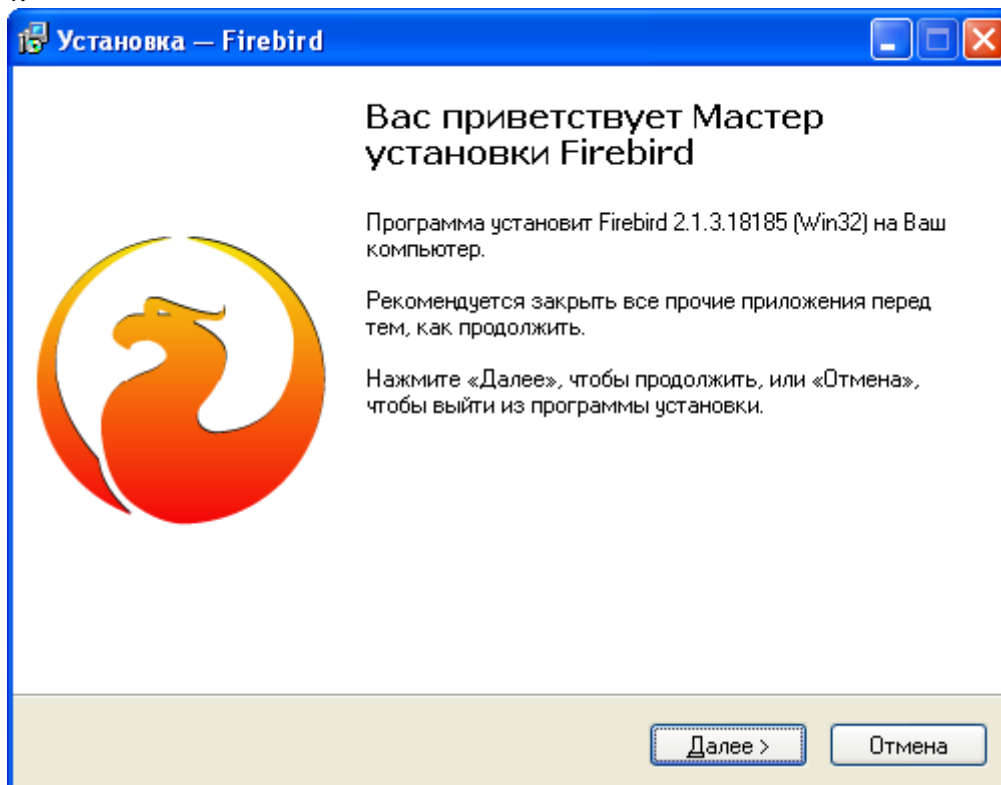 Установка — Firebird
Вас приветствует Мастер
установки Firebird
Программа установит Firebird 2.1.3.18185 (Win32) на Ваш
компьютер.
Рекомендуется закрыть все прочие приложения перед
тем, как продолжить.
Нажмите «Далее», чтобы продолжить, или «Отмена»,
чтобы выйти из программы установки.
Далее >
Отмена